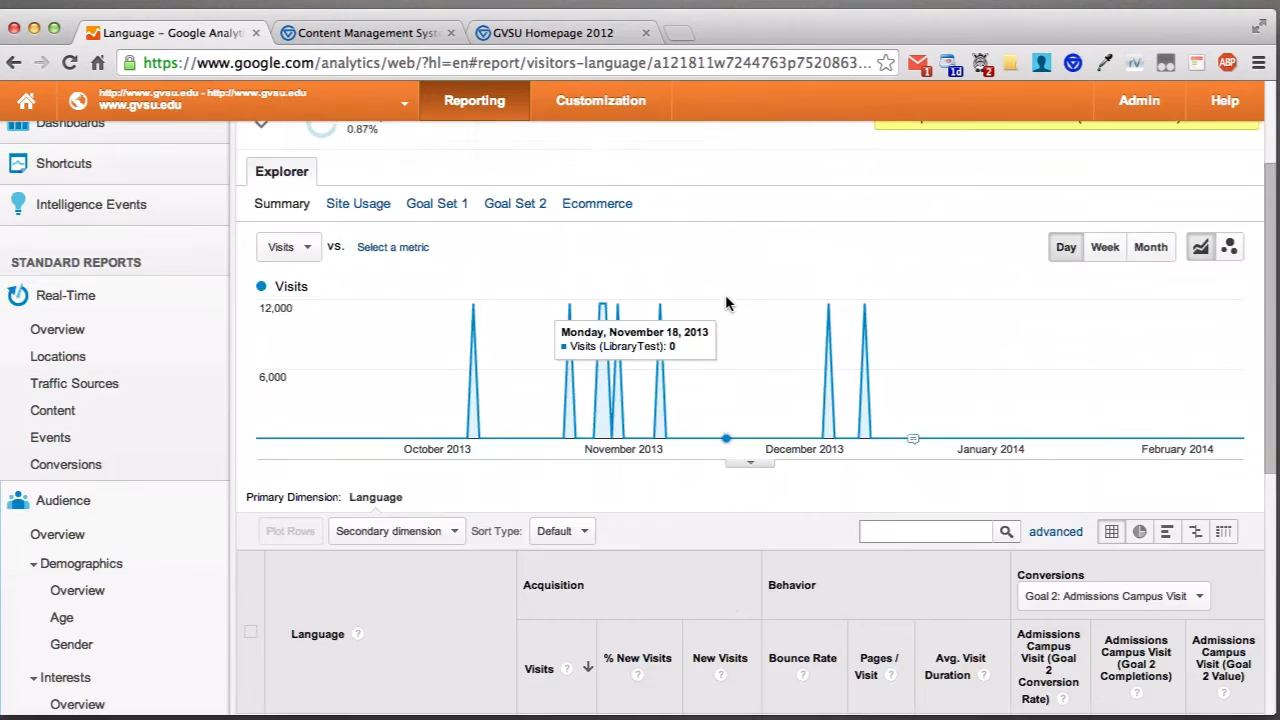 Language – Google Analyti
Content Management Syste
GVSU Homepage 2012
https://www.google.com/analytics/web/?hl=en#report/visitors-language/a121811w7244763p7520863...
1
1d
2
ABP
http://www.gvsu.edu - http://www.gvsu.edu
www.gvsu.edu
Reporting
Customization
Admin
Help
Dashboards
Shortcuts
Intelligence Events
STANDARD REPORTS
Real-Time
Overview
Locations
Traffic Sources
Content
Events
Conversions
Audience
Overview
Demographics
Overview
Age
Gender
Interests
Overview
0.87%
Explorer
Summary
Site Usage
Goal Set 1
Goal Set 2
Ecommerce
Visits
vs.
Select a metric
Day
Week
Month
Visits
12,000
6,000
Monday, November 18, 2013
Visits (LibraryTest): 0
October 2013
November 2013
December 2013
January 2014
February 2014
Primary Dimension: Language
Plot Rows
Secondary dimension
Sort Type:
Default
advanced
Acquisition
Behavior
Conversions
Goal 2: Admissions Campus Visit
Language ?
Visits ?
% New Visits
?
New Visits
?
Bounce Rate
?
Pages /
Visit ?
Avg. Visit
Duration ?
Admissions
Campus
Visit (Goal
2
Conversion
Rate) ?
Admissions
Campus Visit
(Goal 2
Completions)
?
Admissions
Campus
Visit (Goal
2 Value)
?